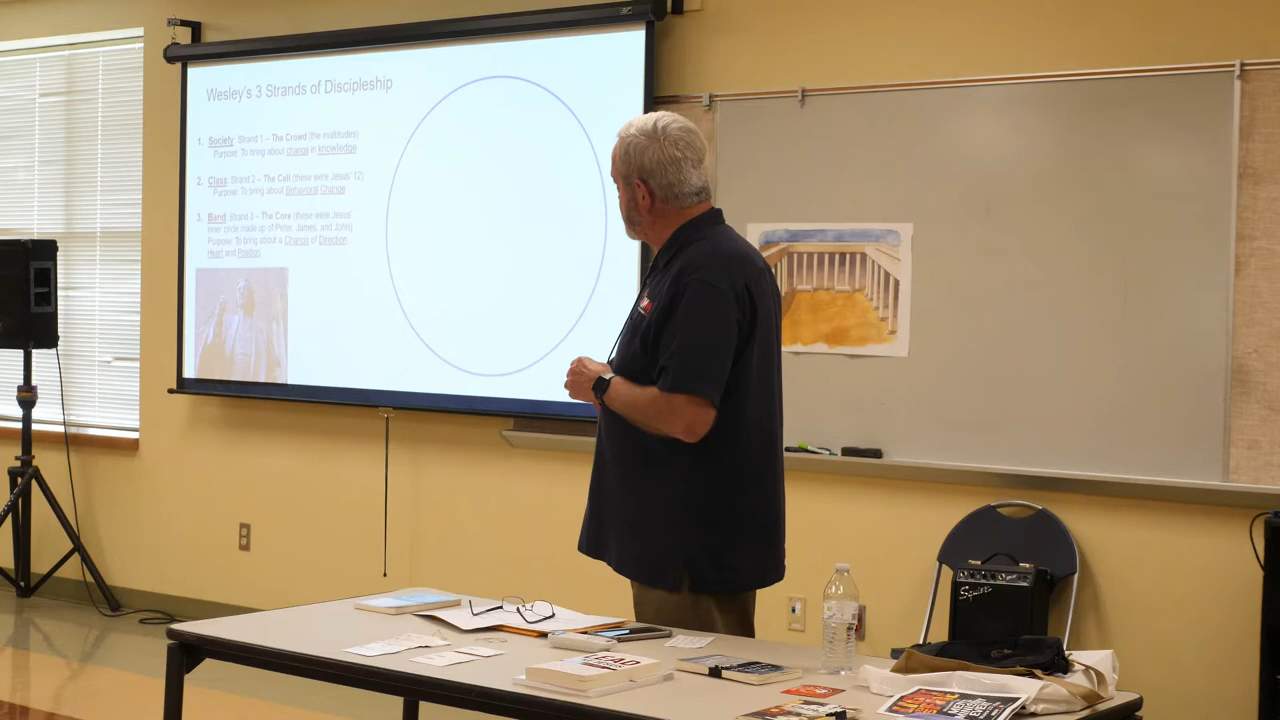 Wesley's 3 Strands of Discipleship
1. Society: Strand 1 – The Crowd (the multitudes)
Purpose: To bring about change in knowledge
2. Class: Strand 2 – The Cell (these were Jesus' 12)
Purpose: To bring about Behavioral Change
3. Band: Strand 3 – The Core (these were Jesus'
inner circle made up of Peter, James, and John)
Purpose: To bring about a Change of Direction,
Heart and Position
Squier